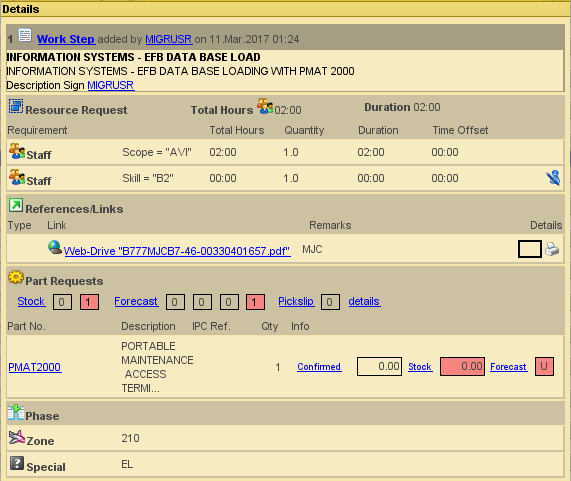 Details
1 Work Step added by MIGRUSR on 11.Mar.2017 01:24
INFORMATION SYSTEMS - EFB DATA BASE LOAD
INFORMATION SYSTEMS - EFB DATA BASE LOADING WITH PMAT 2000
Description Sign MIGRUSR
Resource Request Total Hours 02:00 Duration 02:00
Requirement Total Hours Quantity Duration Time Offset
Staff Scope = "AVI" 02:00 1.0 02:00 00:00
Staff Skill = "B2" 00:00 1.0 00:00 00:00
References/Links
Type Link Remarks Details
Web-Drive "B777MJCB7-46-00330401657.pdf" MJC
Part Requests
Stock 0 1 Forecast 0 0 0 1 Pickslip 0 details
Part No. Description IPC Ref. Qty Info
PORTABLE
MAINTENANCE
PMAT2000 ACCESS 1 Confirmed 0.00 Stock 0.00 Forecast U
TERMI...
Phase
Zone 210
Special EL